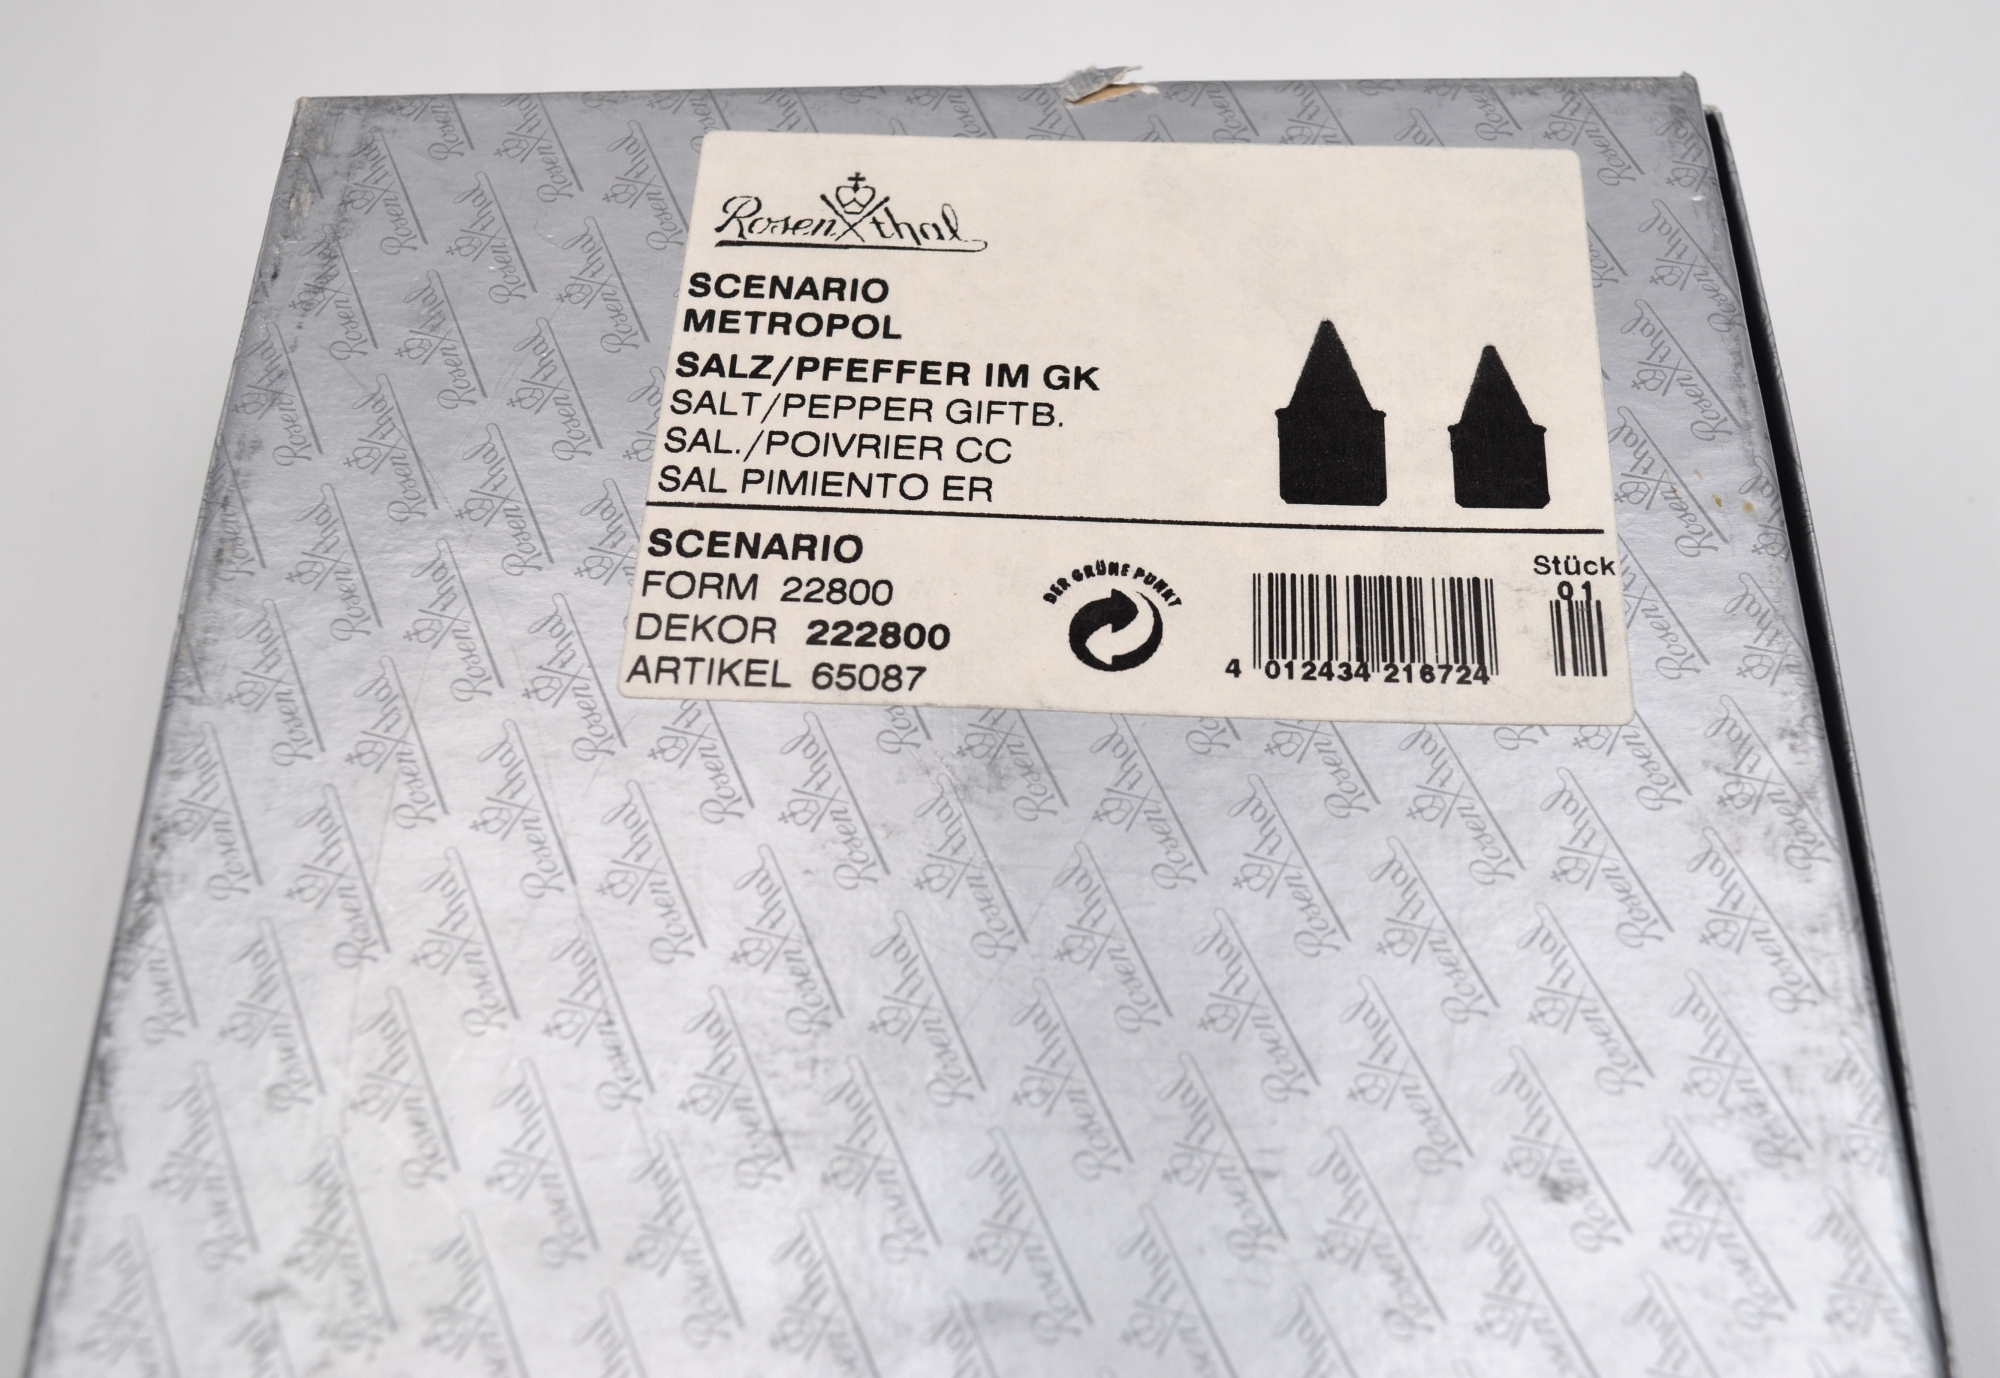 Rosenthal
SCENARIO
METROPOL
SALZ/PFEFFER IM GK
SALT/PEPPER GIFTB.
SAL./POIVRIER CC
SAL PIMIENTO ER
SCENARIO
FORM 22800
DEKOR 222800
ARTIKEL 65087
DER GRÜNE PUNKT
4 012434 216724
Stück
01